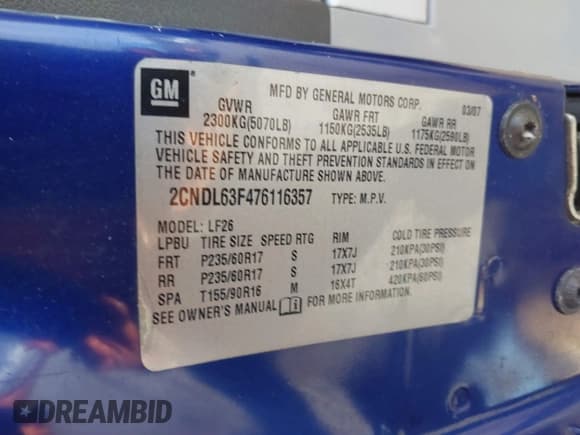 GM ®
MFD BY GENERAL MOTORS CORP. 03/07
GVWR GAWR FRT GAWR RR
2300KG(5070LB) 1150KG(2535LB) 1175KG(2580LB)
THIS VEHICLE CONFORMS TO ALL APPLICABLE U.S. FEDERAL MOTOR
VEHICLE SAFETY AND THEFT PREVENTION STANDARDS IN EFFECT ON
THE DATE OF MANUFACTURE SHOWN ABOVE.
2CNDL63F476116357 TYPE: M.P.V.
MODEL: LF26
LPBU TIRE SIZE SPEED RTG RIM COLD TIRE PRESSURE
FRT P235/60R17 S 17X7J 210KPA(30PSI)
RR P235/60R17 S 17X7J 210KPA(30PSI)
SPA T155/90R16 M 16X4T 420KPA(60PSI)
SEE OWNER'S MANUAL i FOR MORE INFORMATION.
DREAMBID